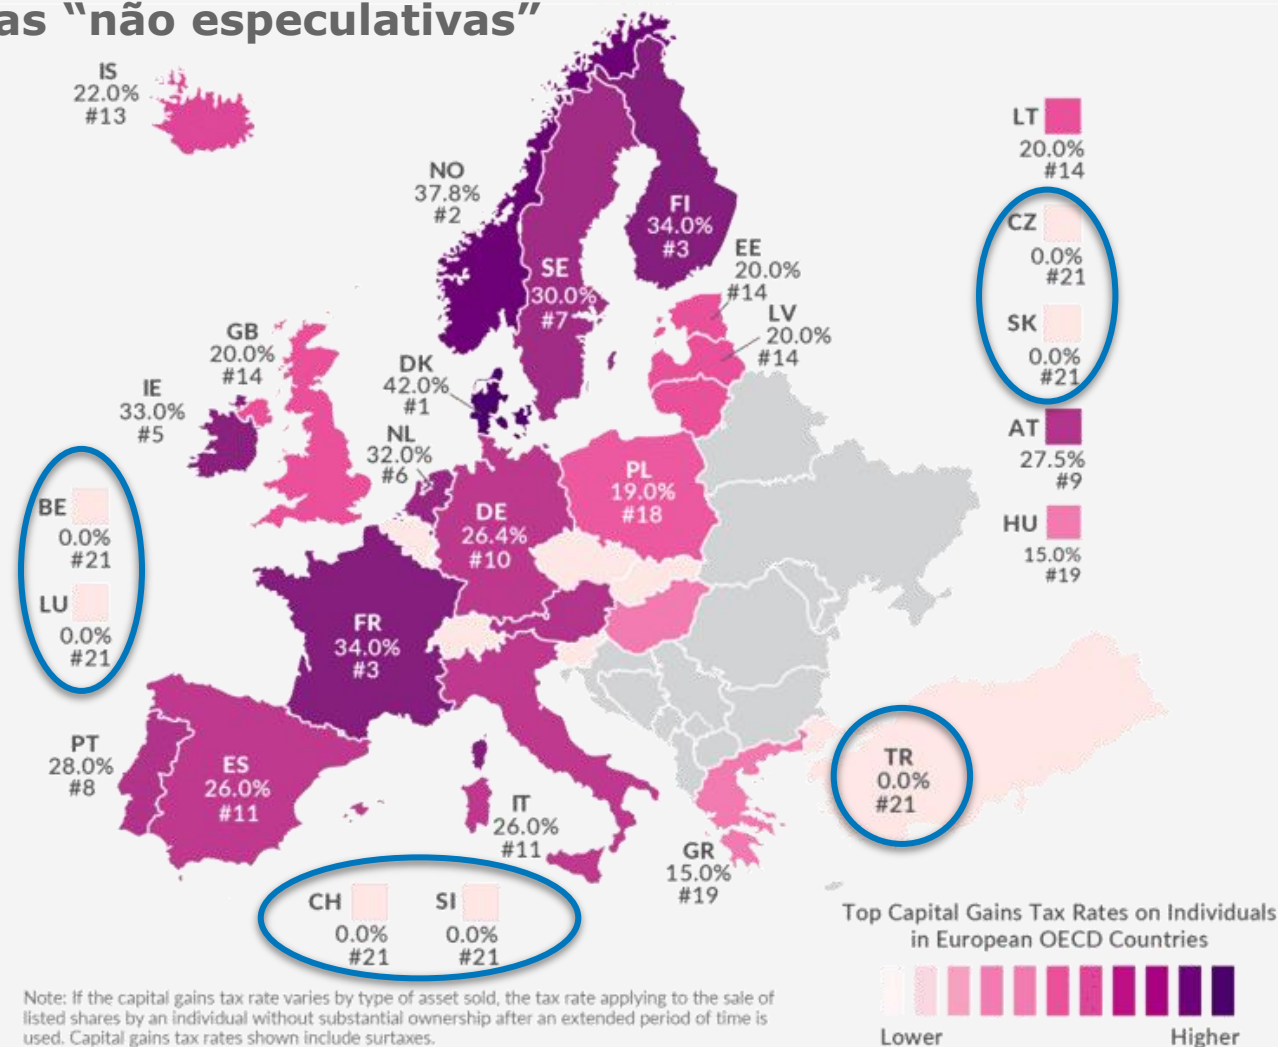 as “não especulativas”
IS
22.0%
#13
LT
20.0%
#14
NO
37.8%
#2
FI
34.0%
#3
CZ
0.0%
#21
EE
20.0%
#14
SE
30.0%
#7
LV
20.0%
#14
SK
0.0%
#21
GB
20.0%
#14
DK
42.0%
#1
IE
33.0%
#5
NL
32.0%
#6
AT
27.5%
#9
PL
19.0%
#18
BE
0.0%
#21
DE
26.4%
#10
HU
15.0%
#19
LU
0.0%
#21
FR
34.0%
#3
PT
28.0%
#8
ES
26.0%
#11
TR
0.0%
#21
IT
26.0%
#11
GR
15.0%
#19
CH
0.0%
#21
SI
0.0%
#21
Top Capital Gains Tax Rates on Individuals
in European OECD Countries
Lower Higher
Note: If the capital gains tax rate varies by type of asset sold, the tax rate applying to the sale of
listed shares by an individual without substantial ownership after an extended period of time is
used. Capital gains tax rates shown include surtaxes.